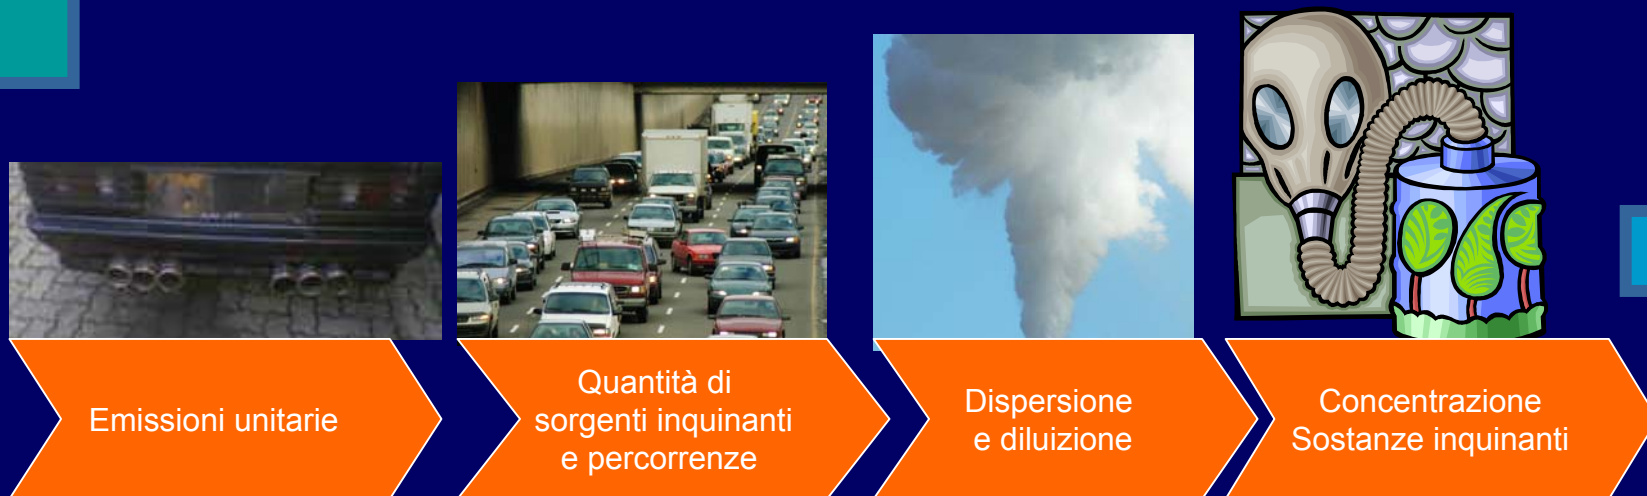 Emissioni unitarie
Quantità di
sorgenti inquinanti
e percorrenze
Dispersione
e diluizione
Concentrazione
Sostanze inquinanti